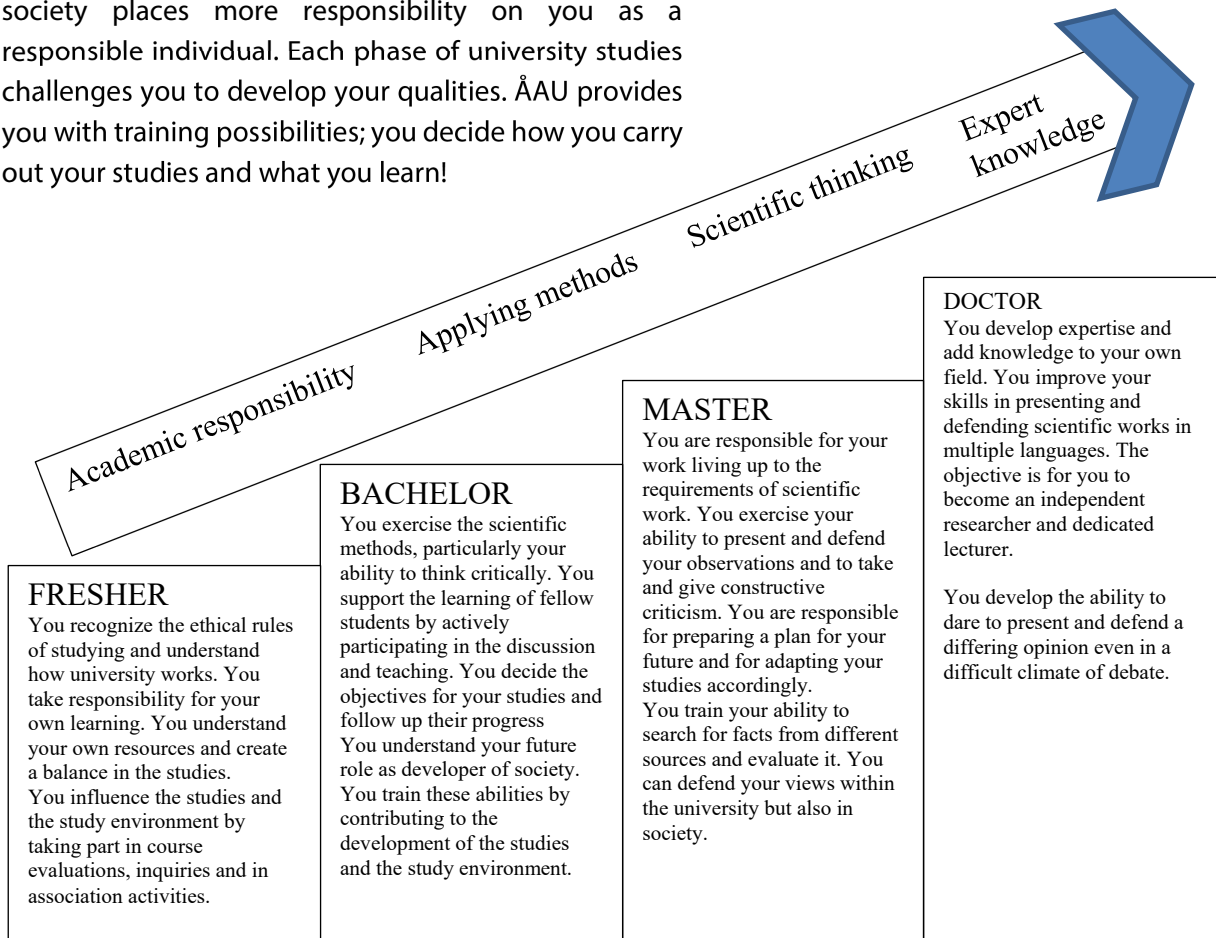 society places more responsibility on you as a
responsible individual. Each phase of university studies
challenges you to develop your qualities. ÅAU provides
you with training possibilities; you decide how you carry
out your studies and what you learn!
Academic responsibility
Applying methods
Scientific thinking
Expert
knowledge
FRESHER
You recognize the ethical rules
of studying and understand
how university works. You
take responsibility for your
own learning. You understand
your own resources and create
a balance in the studies.
You influence the studies and
the study environment by
taking part in course
evaluations, inquiries and in
association activities.
BACHELOR
You exercise the scientific
methods, particularly your
ability to think critically. You
support the learning of fellow
students by actively
participating in the discussion
and teaching. You decide the
objectives for your studies and
follow up their progress
You understand your future
role as developer of society.
You train these abilities by
contributing to the
development of the studies
and the study environment.
MASTER
You are responsible for your
work living up to the
requirements of scientific
work. You exercise your
ability to present and defend
your observations and to take
and give constructive
criticism. You are responsible
for preparing a plan for your
future and for adapting your
studies accordingly.
You train your ability to
search for facts from different
sources and evaluate it. You
can defend your views within
the university but also in
society.
DOCTOR
You develop expertise and
add knowledge to your own
field. You improve your
skills in presenting and
defending scientific works in
multiple languages. The
objective is for you to
become an independent
researcher and dedicated
lecturer.
You develop the ability to
dare to present and defend a
differing opinion even in a
difficult climate of debate.